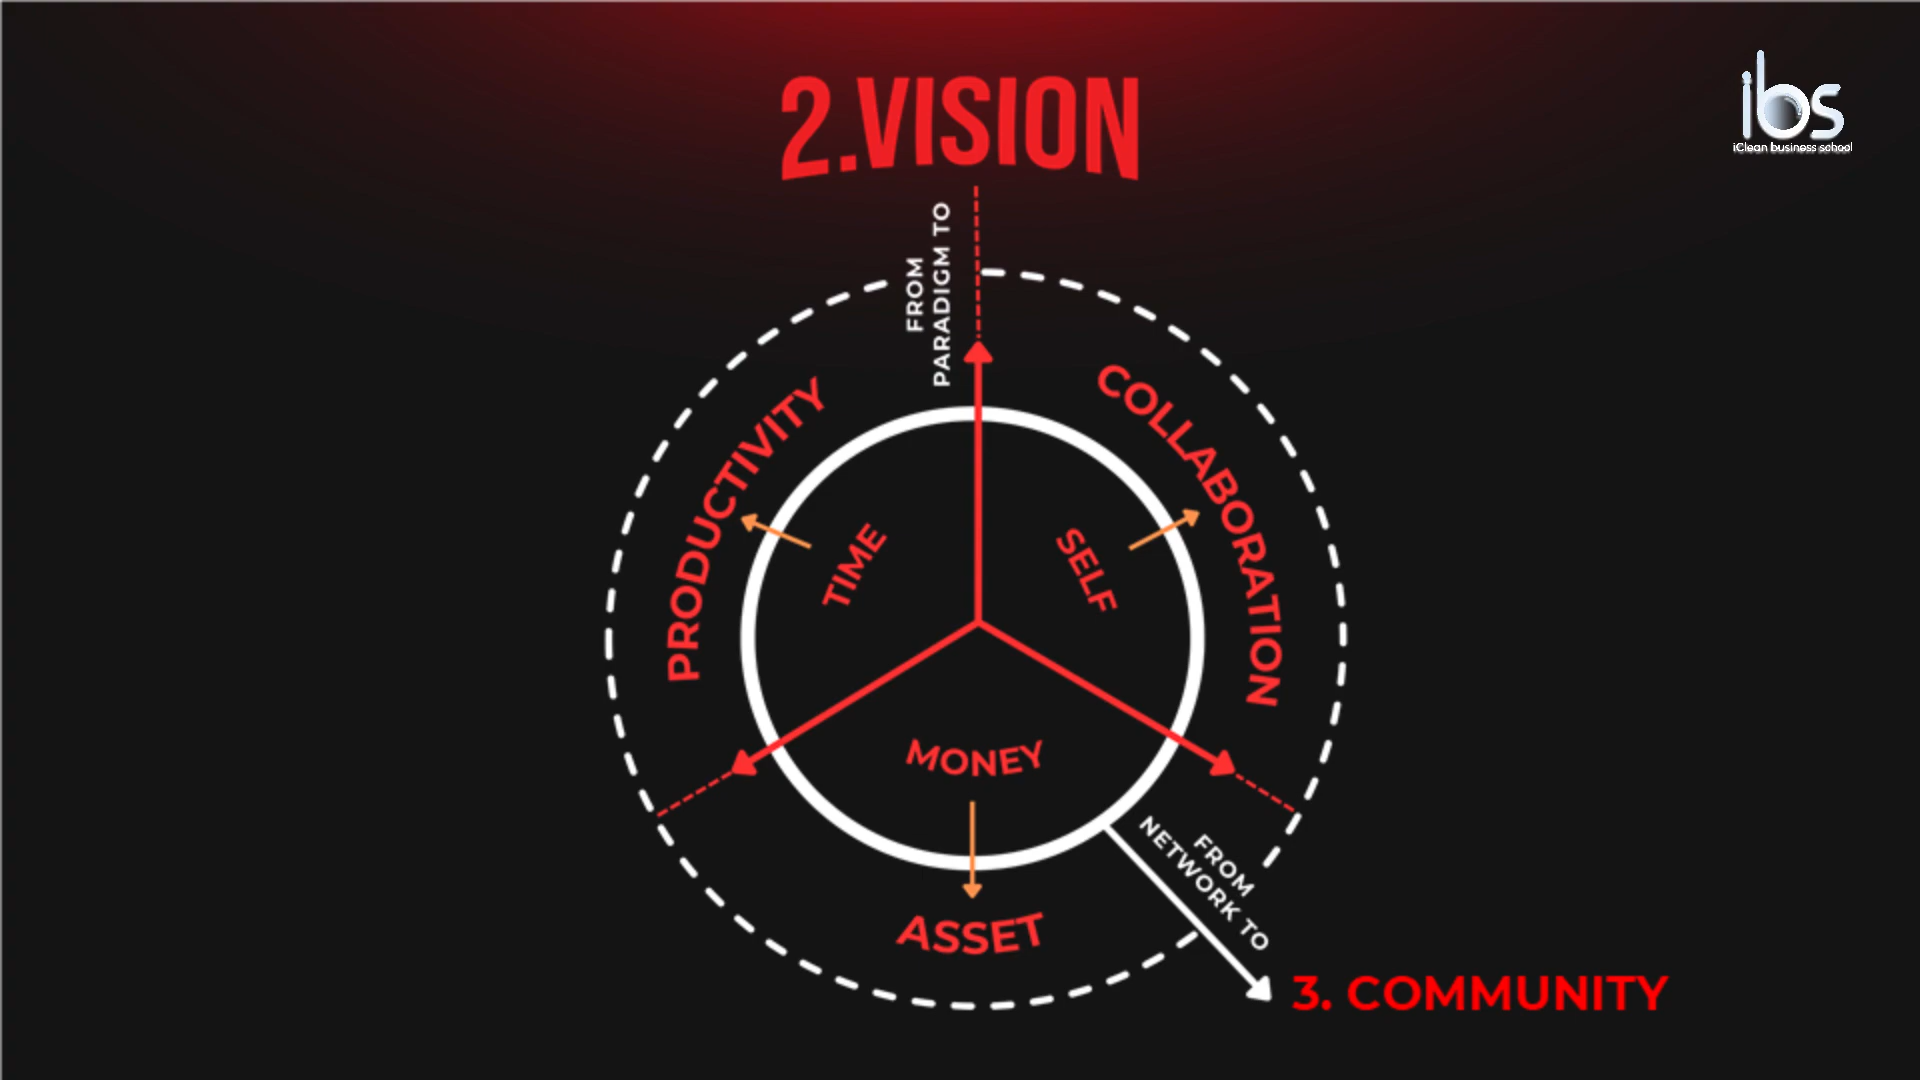 2.VISION
ibs
iClean business school
FROM
PARADIGM TO
PRODUCTIVITY
COLLABORATION
TIME
SELF
MONEY
ASSET
FROM
NETWORK TO
3. COMMUNITY